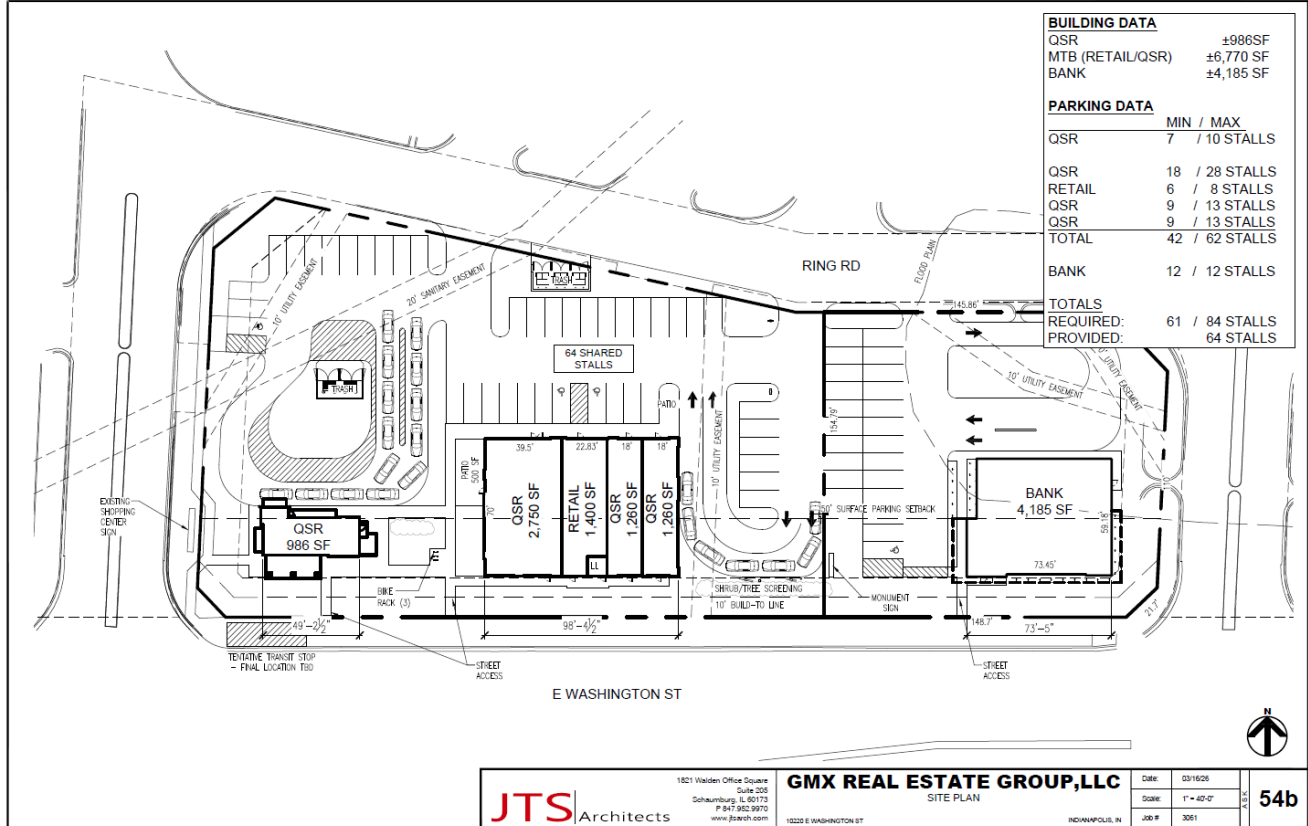 BUILDING DATA
QSR ±986SF
MTB (RETAIL/QSR) ±6,770 SF
BANK ±4,185 SF
PARKING DATA
MIN / MAX
QSR 7 / 10 STALLS
QSR 18 / 28 STALLS
RETAIL 6 / 8 STALLS
QSR 9 / 13 STALLS
QSR 9 / 13 STALLS
TOTAL 42 / 62 STALLS
BANK 12 / 12 STALLS
TOTALS
REQUIRED: 61 / 84 STALLS
PROVIDED: 64 STALLS
RING RD
FLOOD PLAIN
145.86'
10' UTILITY EASEMENT
20' SANITARY EASEMENT
TRASH
64 SHARED
STALLS
TRASH
10' UTILITY EASEMENT
UTILITY EASEMENT
PATIO
10' UTILITY EASEMENT
154.79'
39.5'
22.83'
18'
18'
PATIO
500 SF
70'
QSR
2,750 SF
RETAIL
1,400 SF
QSR
1,260 SF
QSR
1,260 SF
LL
EXISTING
SHOPPING
CENTER
SIGN
QSR
986 SF
50' SURFACE PARKING SETBACK
BANK
4,185 SF
59.18'
73.45'
110'
BIKE
RACK (3)
SHRUB/TREE SCREENING
10' BUILD-TO LINE
MONUMENT
SIGN
49'-2½"
98'-4½"
148.7'
73'-5"
21.7'
TENTATIVE TRANSIT STOP
- FINAL LOCATION TBD
STREET
ACCESS
STREET
ACCESS
E WASHINGTON ST
N
JTS Architects
1821 Walden Office Square
Suite 205
Schaumburg, IL 60173
P 847.952.9970
www.jtsarch.com
GMX REAL ESTATE GROUP,LLC
SITE PLAN
10220 E WASHINGTON ST
INDIANAPOLIS, IN
Date: 03/16/26
Scale: 1" = 40'-0"
Job # 3061
ASK
54b